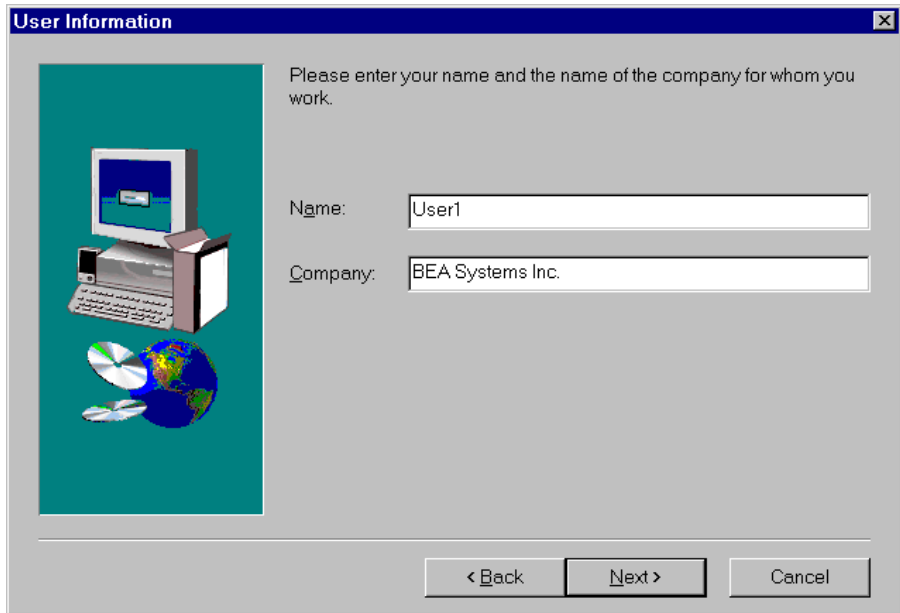 User Information
Please enter your name and the name of the company for whom you
work.
Name: User1
Company: BEA Systems Inc.
< Back Next > Cancel